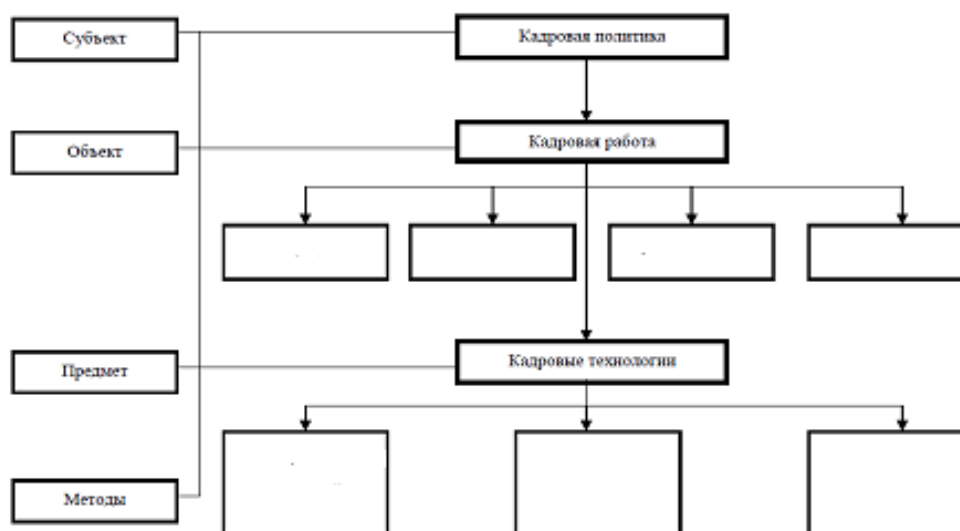 Субъект
Кадровая политика
Объект
Кадровая работа
Предмет
Кадровые технологии
Методы